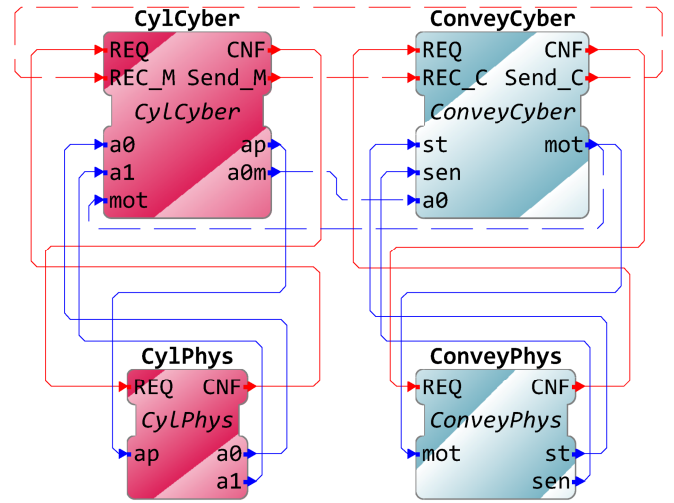 CylCyber ConveyCyber
REQ CNF REQ CNF
REC_M Send_M REC_C Send_C
CylCyber ConveyCyber
a0 ap st mot
a1 a0m sen
mot a0
CylPhys ConveyPhys
REQ CNF REQ CNF
CylPhys ConveyPhys
ap a0 mot st
a1 sen